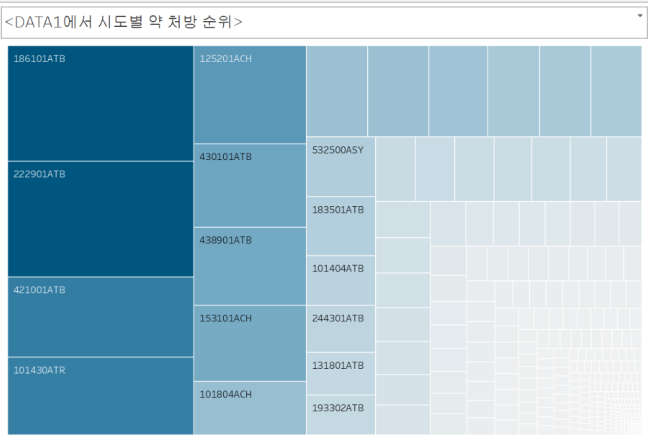 <DATA1에서 시도별 약 처방 순위>
186101ATB
222901ATB
421001ATB
101430ATR
125201ACH
430101ATB
438901ATB
153101ACH
101804ACH
532500ASY
183501ATB
101404ATB
244301ATB
131801ATB
193302ATB